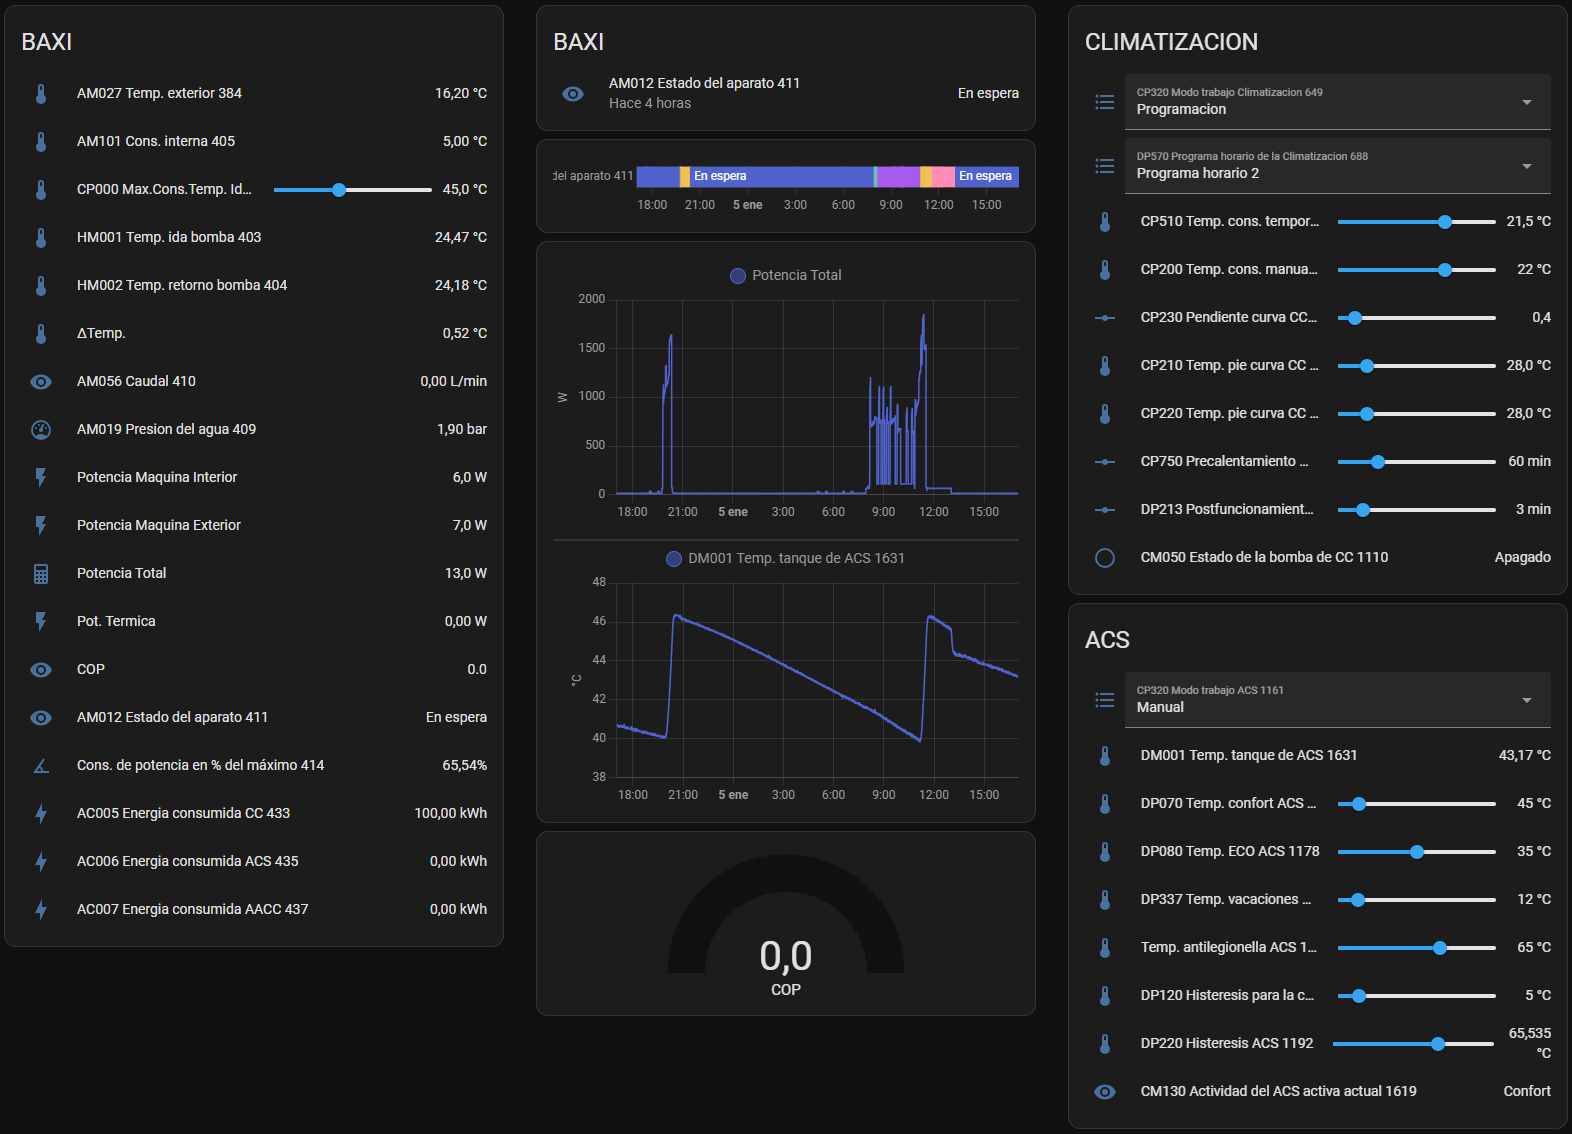 BAXI
AM027 Temp. exterior 384 16,20 °C
AM101 Cons. interna 405 5,00 °C
CP000 Max.Cons.Temp. Id... 45,0 °C
HM001 Temp. ida bomba 403 24,47 °C
HM002 Temp. retorno bomba 404 24,18 °C
ΔTemp. 0,52 °C
AM056 Caudal 410 0,00 L/min
AM019 Presion del agua 409 1,90 bar
Potencia Maquina Interior 6,0 W
Potencia Maquina Exterior 7,0 W
Potencia Total 13,0 W
Pot. Termica 0,00 W
COP 0.0
AM012 Estado del aparato 411 En espera
Cons. de potencia en % del máximo 414 65,54%
AC005 Energia consumida CC 433 100,00 kWh
AC006 Energia consumida ACS 435 0,00 kWh
AC007 Energia consumida AACC 437 0,00 kWh
BAXI
AM012 Estado del aparato 411 En espera
Hace 4 horas
del aparato 411 En espera En espera
18:00 21:00 5 ene 3:00 6:00 9:00 12:00 15:00
Potencia Total
2000
1500
1000
W
500
0
18:00 21:00 5 ene 3:00 6:00 9:00 12:00 15:00
DM001 Temp. tanque de ACS 1631
48
46
44
°C
42
40
38
18:00 21:00 5 ene 3:00 6:00 9:00 12:00 15:00
0,0
COP
CLIMATIZACION
CP320 Modo trabajo Climatizacion 649
Programacion
DP570 Programa horario de la Climatizacion 688
Programa horario 2
CP510 Temp. cons. tempor... 21,5 °C
CP200 Temp. cons. manua... 22 °C
CP230 Pendiente curva CC... 0,4
CP210 Temp. pie curva CC ... 28,0 °C
CP220 Temp. pie curva CC ... 28,0 °C
CP750 Precalentamiento ... 60 min
DP213 Postfuncionamient... 3 min
CM050 Estado de la bomba de CC 1110 Apagado
ACS
CP320 Modo trabajo ACS 1161
Manual
DM001 Temp. tanque de ACS 1631 43,17 °C
DP070 Temp. confort ACS ... 45 °C
DP080 Temp. ECO ACS 1178 35 °C
DP337 Temp. vacaciones ... 12 °C
Temp. antilegionella ACS 1... 65 °C
DP120 Histeresis para la c... 5 °C
DP220 Histeresis ACS 1192 65,535
°C
CM130 Actividad del ACS activa actual 1619 Confort